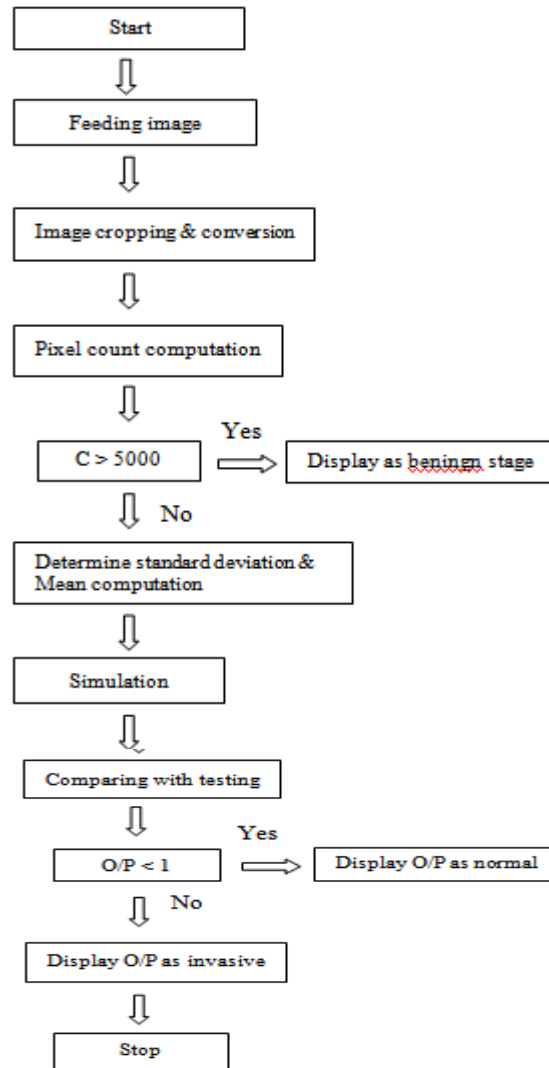 Start
Feeding image
Image cropping & conversion
Pixel count computation
Yes
C > 5000
Display as beningn stage
No
Determine standard deviation &
Mean computation
Simulation
Comparing with testing
Yes
O/P < 1
Display O/P as normal
No
Display O/P as invasive
Stop